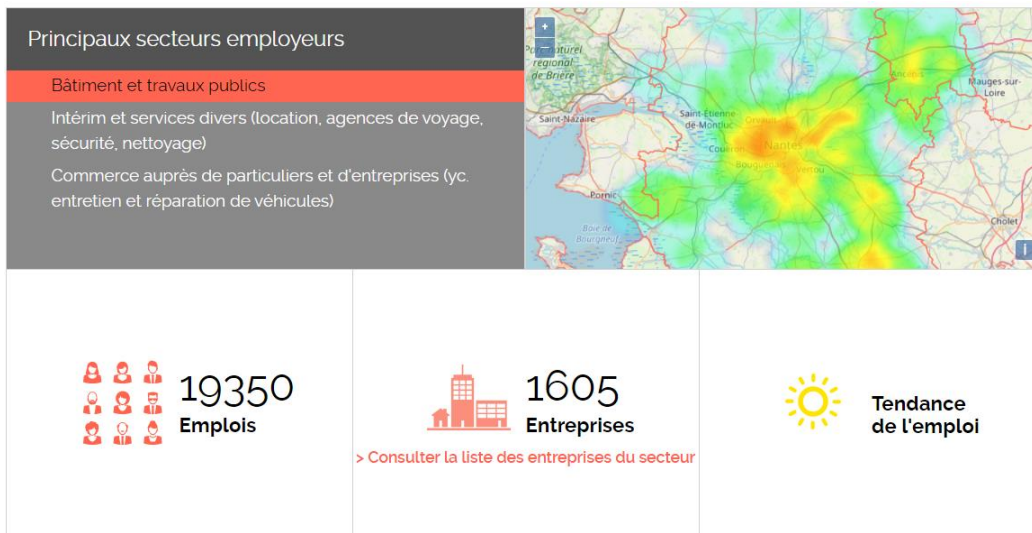 Principaux secteurs employeurs
Bâtiment et travaux publics
Intérim et services divers (location, agences de voyage,
sécurité, nettoyage)
Commerce auprès de particuliers et d'entreprises (yc.
entretien et réparation de véhicules)
+
–
Parc naturel
régional
de Brière
Saint-Nazaire
Saint-Étienne
de-Montluc
Orvault
Couëron
Nantes
Bouguenais
Vertou
Ancenis
Mauges-sur-
Loire
Pornic
Baie de
Bourgneuf
Cholet
i
19350
Emplois
1605
Entreprises
> Consulter la liste des entreprises du secteur
Tendance
de l'emploi